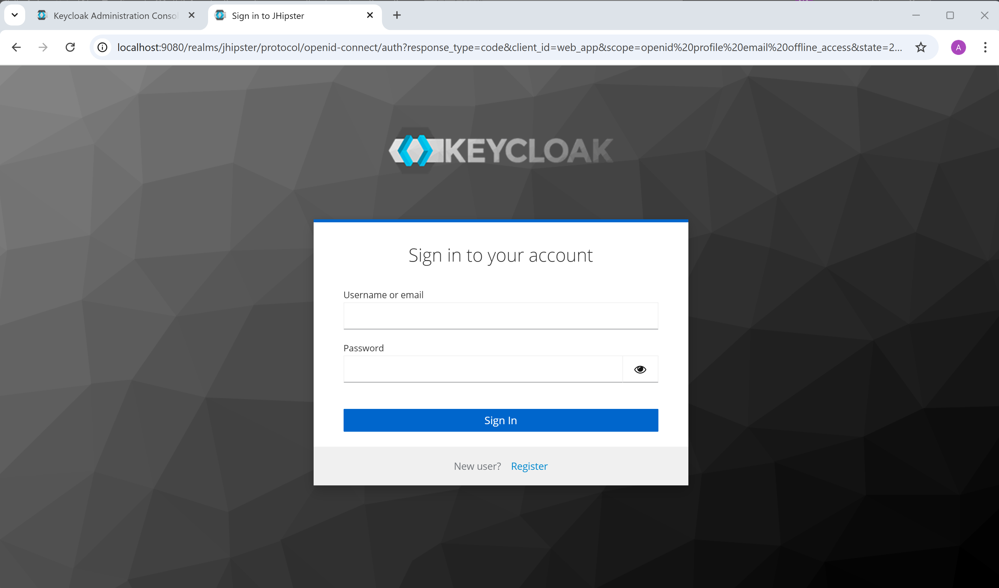 Keycloak Administration Consol
Sign in to JHipster
localhost:9080/realms/jhipster/protocol/openid-connect/auth?response_type=code&client_id=web_app&scope=openid%20profile%20email%20offline_access&state=2...
A
KEYCLOAK
Sign in to your account
Username or email
Password
Sign In
New user? Register